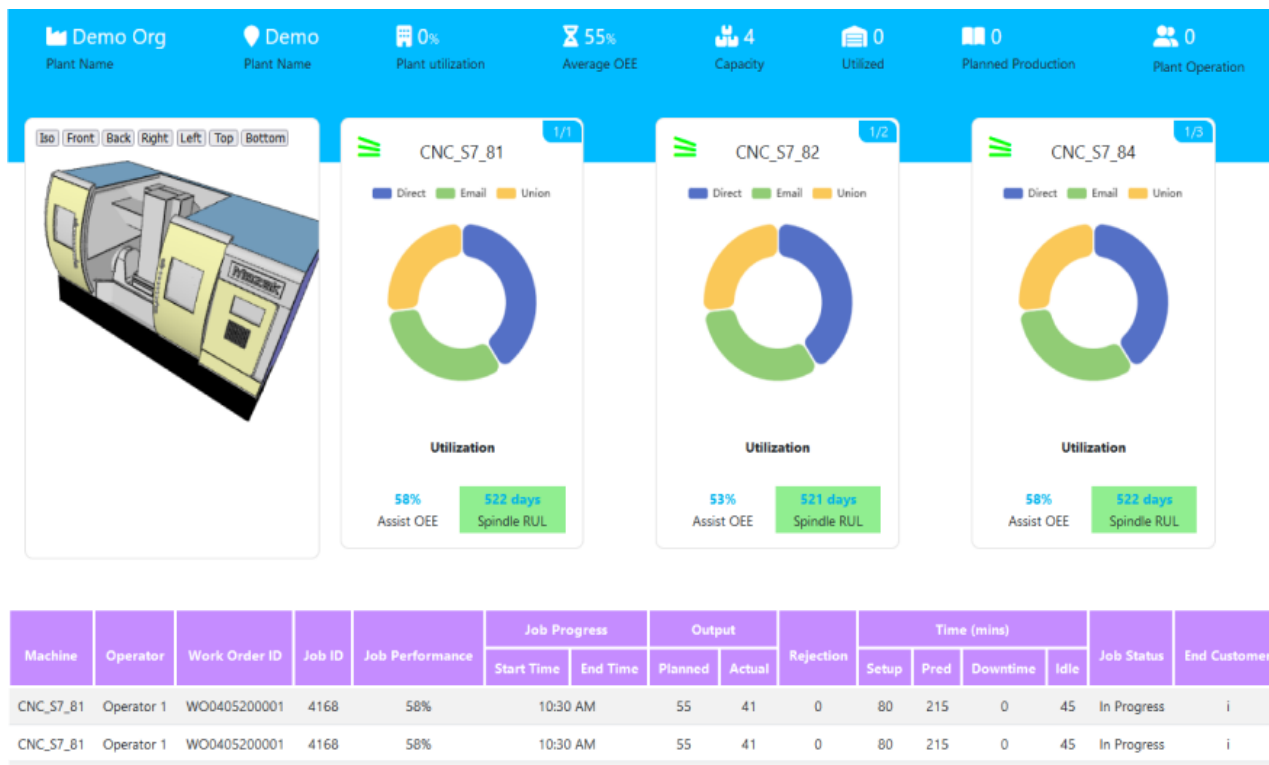 Demo Org Demo 0% 55% 4 0 0 0
Plant Name Plant Name Plant utilization Average OEE Capacity Utilized Planned Production Plant Operation
Iso Front Back Right Left Top Bottom
Mazak
1/1
CNC_S7_81
Direct Email Union
Utilization
58% 522 days
Assist OEE Spindle RUL
1/2
CNC_S7_82
Direct Email Union
Utilization
53% 521 days
Assist OEE Spindle RUL
1/3
CNC_S7_84
Direct Email Union
Utilization
58% 522 days
Assist OEE Spindle RUL
Machine Operator Work Order ID Job ID Job Performance Job Progress Output Rejection Time (mins) Job Status End Customer
Start Time End Time Planned Actual Setup Pred Downtime Idle
CNC_S7_81 Operator 1 WO0405200001 4168 58% 10:30 AM 55 41 0 80 215 0 45 In Progress i
CNC_S7_81 Operator 1 WO0405200001 4168 58% 10:30 AM 55 41 0 80 215 0 45 In Progress i